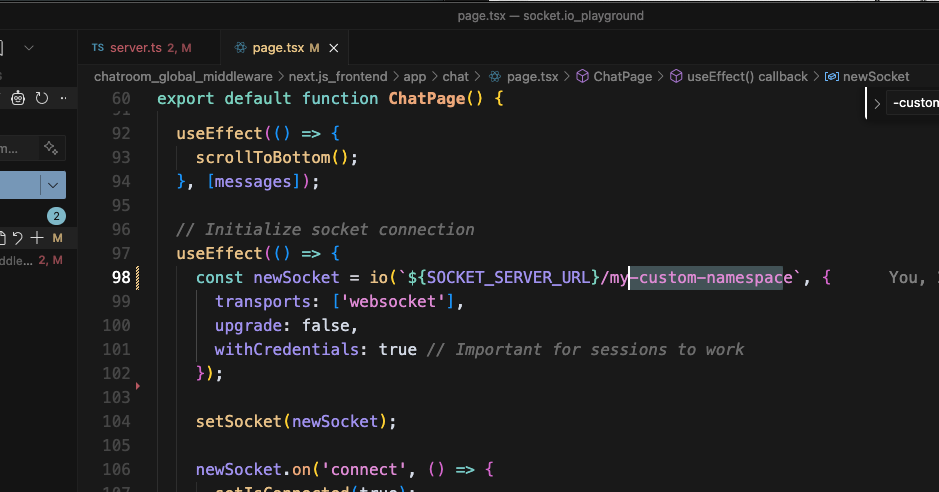 page.tsx — socket.io_playground
TS server.ts 2, M page.tsx M
chatroom_global_middleware > next.js_frontend > app > chat > page.tsx > ChatPage > useEffect() callback > newSocket
60 export default function ChatPage() {
-custom
91
92 useEffect(() => {
m...
93 scrollToBottom();
94 }, [messages]);
95
2
96 // Initialize socket connection
M
97 useEffect(() => {
ddle... 2, M
98 const newSocket = io(`${SOCKET_SERVER_URL}/my-custom-namespace`, { You,
99 transports: ['websocket'],
100 upgrade: false,
101 withCredentials: true // Important for sessions to work
102 });
103
104 setSocket(newSocket);
105
106 newSocket.on('connect', () => {
107 setIsConnected(true);